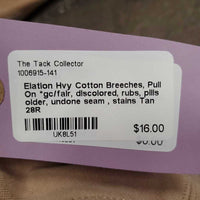 The Tack Collector
1006915-141
Elation Hvy Cotton Breeches, Pull
On *gc/fair, discolored, rubs, pills
older, undone seam , stains Tan
28R
UK8L51
$16.00
$0.00